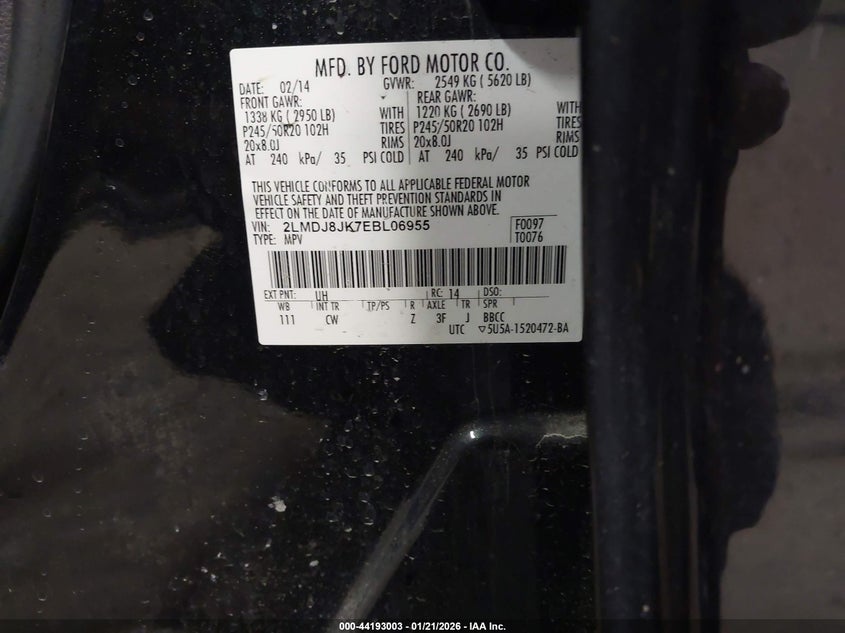 MFD. BY FORD MOTOR CO.
DATE: 02/14 GVWR: 2549 KG ( 5620 LB)
FRONT GAWR: REAR GAWR:
1338 KG ( 2950 LB) WITH 1220 KG ( 2690 LB) WITH
P245/50R20 102H TIRES P245/50R20 102H TIRES
20x8.0J RIMS 20x8.0J RIMS
AT 240 kPa/ 35 PSI COLD AT 240 kPa/ 35 PSI COLD
THIS VEHICLE CONFORMS TO ALL APPLICABLE FEDERAL MOTOR
VEHICLE SAFETY AND THEFT PREVENTION STANDARDS IN
EFFECT ON THE DATE OF MANUFACTURE SHOWN ABOVE.
VIN: 2LMDJ8JK7EBL06955 F0097
TYPE: MPV T0076
EXT PNT: UH RC: 14 DSO:
WB INT TR TP/PS R AXLE TR SPR
111 CW Z 3F J BBCC
UTC ▽5U5A-1520472-BA
000-44193003 - 01/21/2026 - IAA Inc.